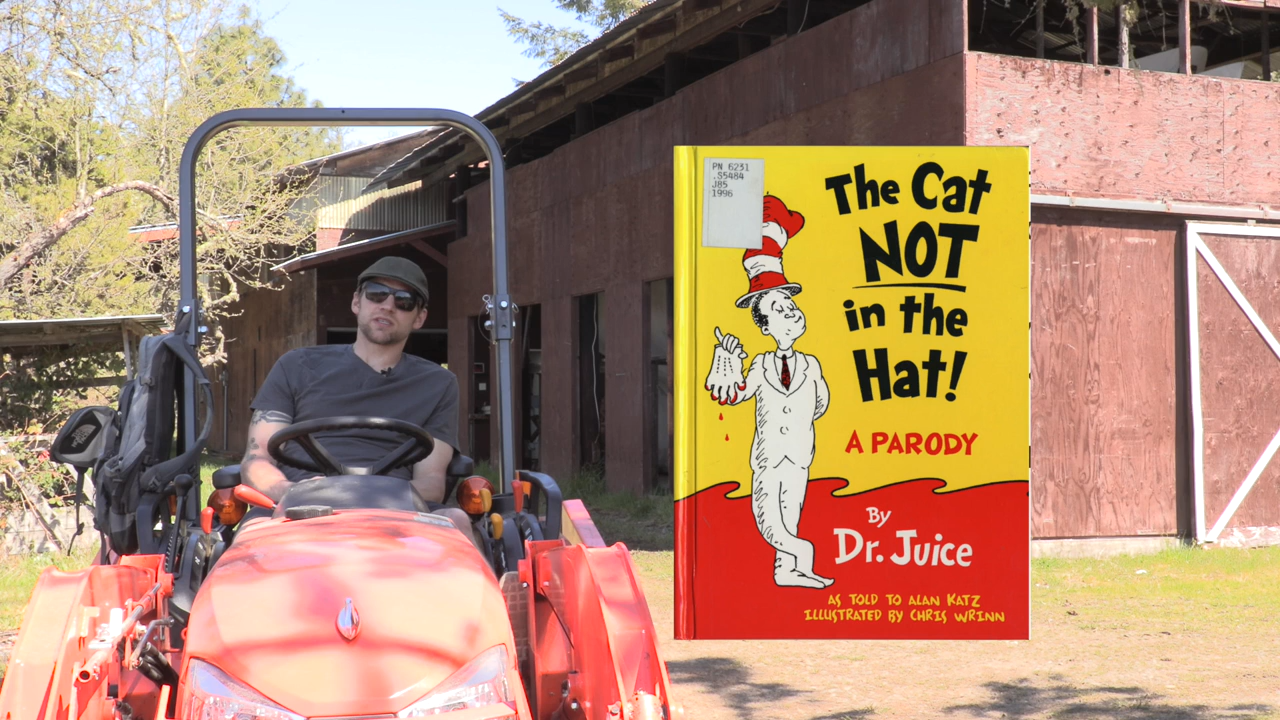 PN 6231
.S5484
J85
1996
The Cat
NOT
in the
Hat!
A PARODY
By
Dr. Juice
AS TOLD TO ALAN KATZ
ILLUSTRATED BY CHRIS WRINN